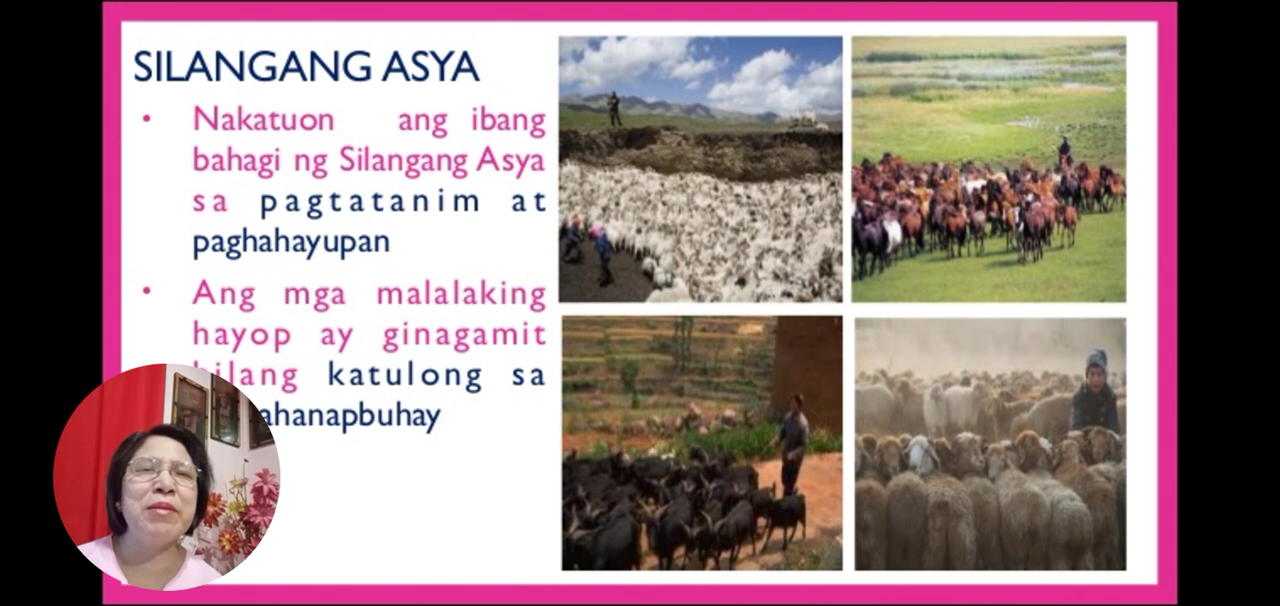 SILANGANG ASYA
• Nakatuon ang ibang
bahagi ng Silangang Asya
sa pagtatanim at
paghahayupan
• Ang mga malalaking
hayop ay ginagamit
bilang katulong sa